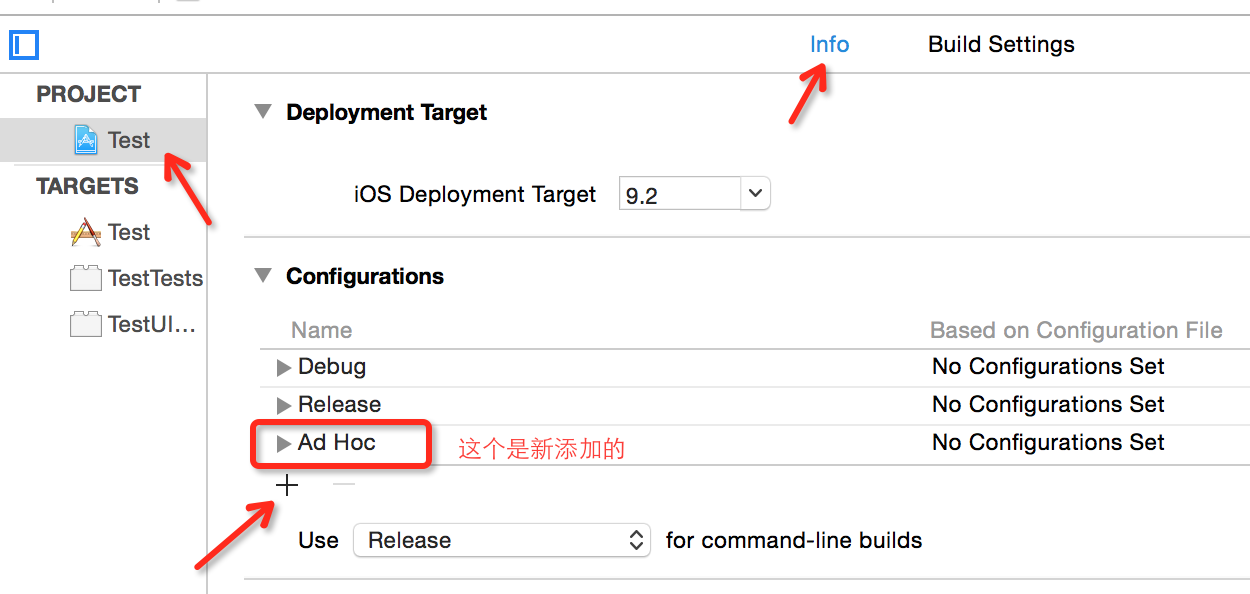 Info Build Settings
PROJECT
Test
TARGETS
Test
TestTests
TestUI...
Deployment Target
iOS Deployment Target 9.2
Configurations
Name Based on Configuration File
Debug No Configurations Set
Release No Configurations Set
Ad Hoc 这个是新添加的 No Configurations Set
Use Release for command-line builds